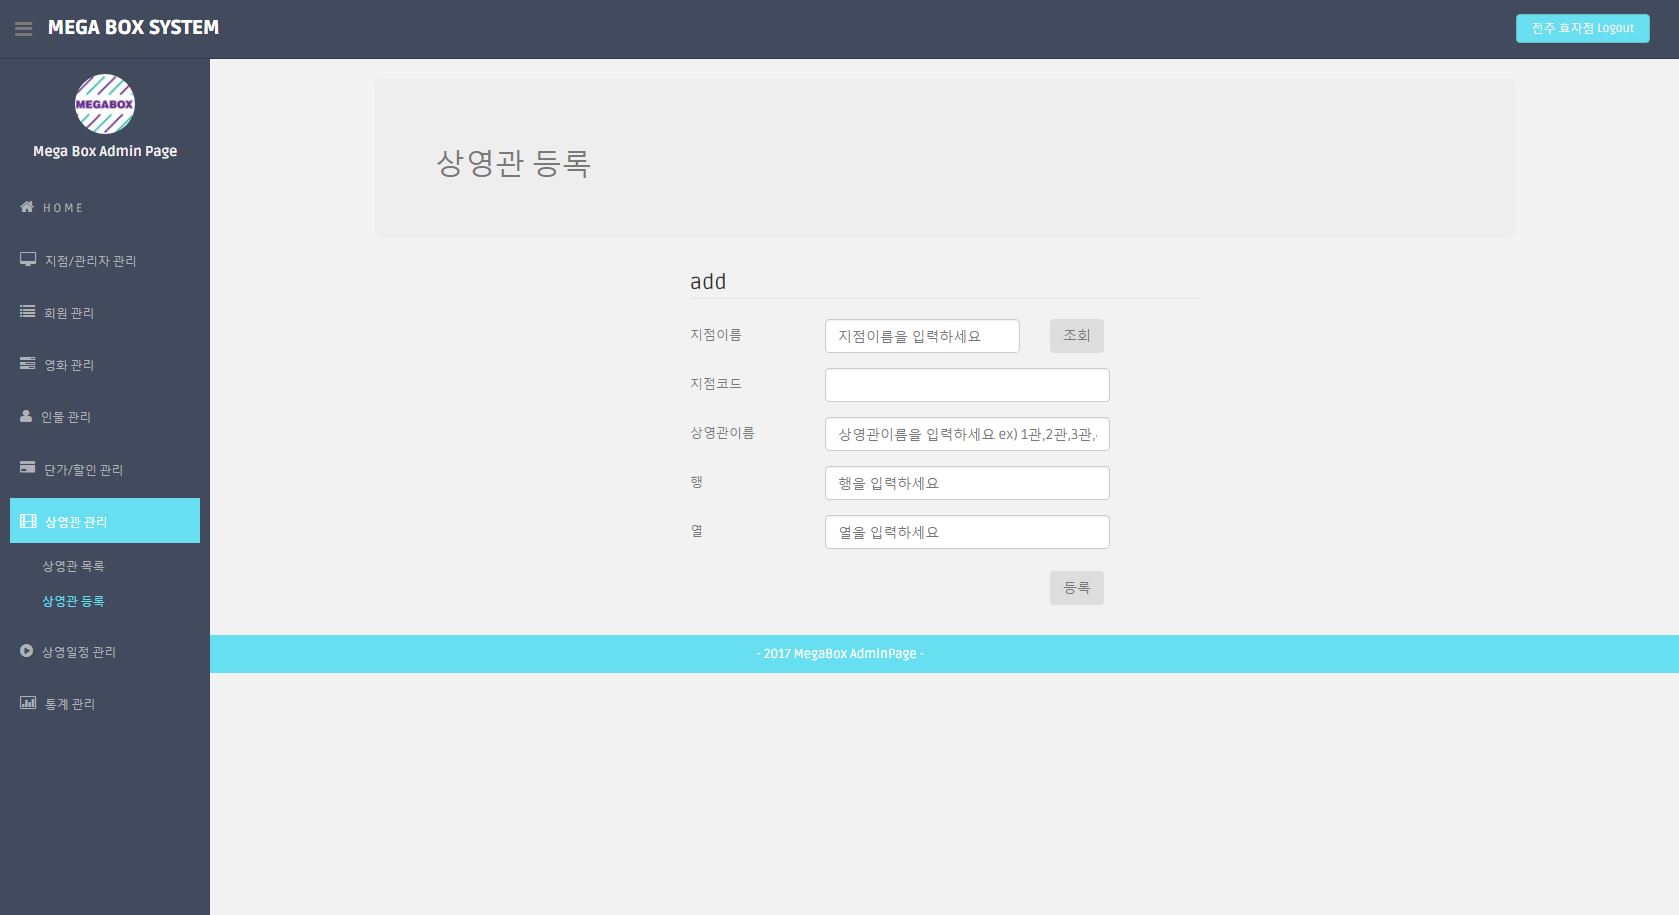 MEGA BOX SYSTEM
전주 효자점 Logout
MEGABOX
Mega Box Admin Page
HOME
지점/관리자 관리
회원 관리
영화 관리
인물 관리
단가/할인 관리
상영관 관리
상영관 목록
상영관 등록
상영일정 관리
통계 관리
상영관 등록
add
지점이름
지점이름을 입력하세요
조회
지점코드
상영관이름
상영관이름을 입력하세요 ex) 1관,2관,3관,
행
행을 입력하세요
열
열을 입력하세요
등록
- 2017 MegaBox AdminPage -